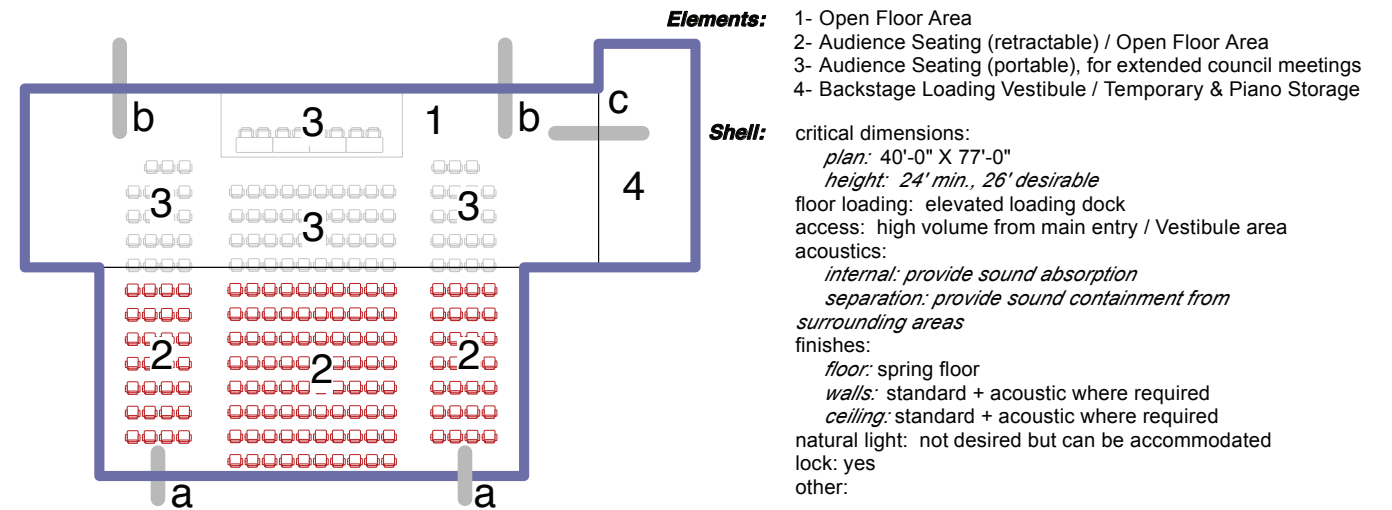 b
3
1
b
c
3
3
3
4
2
2
2
a
a
Elements:
1- Open Floor Area
2- Audience Seating (retractable) / Open Floor Area
3- Audience Seating (portable), for extended council meetings
4- Backstage Loading Vestibule / Temporary & Piano Storage
Shell:
critical dimensions:
plan: 40'-0" X 77'-0"
height: 24' min., 26' desirable
floor loading: elevated loading dock
access: high volume from main entry / Vestibule area
acoustics:
internal: provide sound absorption
separation: provide sound containment from
surrounding areas
finishes:
floor: spring floor
walls: standard + acoustic where required
ceiling: standard + acoustic where required
natural light: not desired but can be accommodated
lock: yes
other: